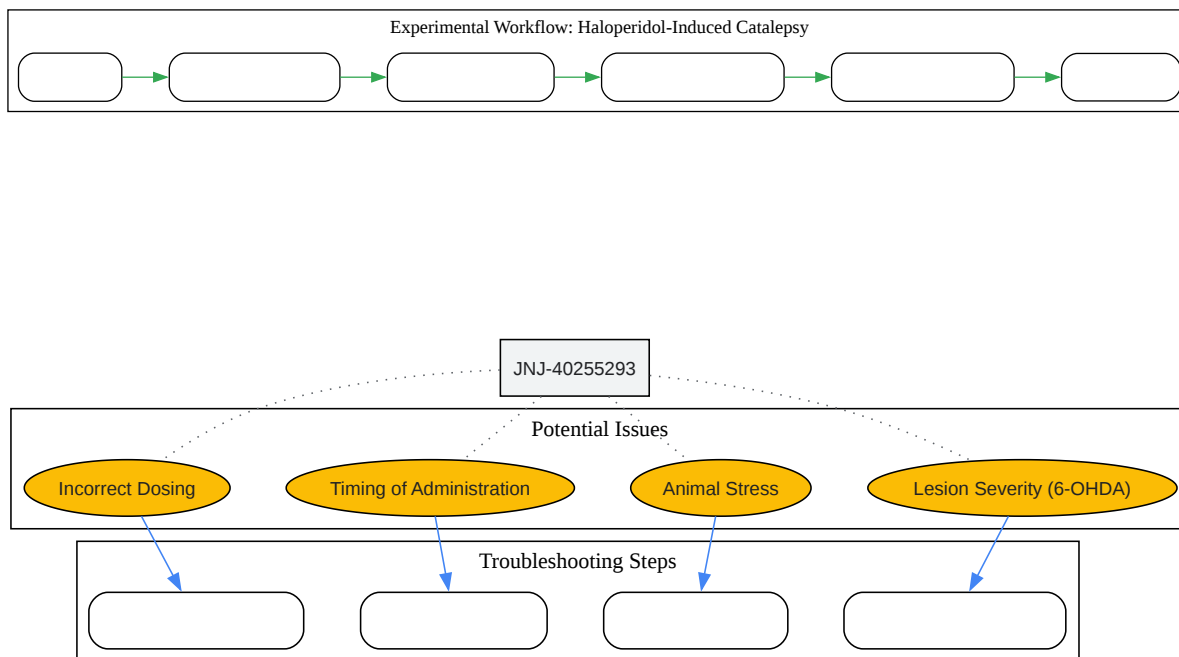 Experimental Workflow: Haloperidol-Induced Catalepsy
JNJ-40255293
Potential Issues
Incorrect Dosing
Timing of Administration
Animal Stress
Lesion Severity (6-OHDA)
Troubleshooting Steps